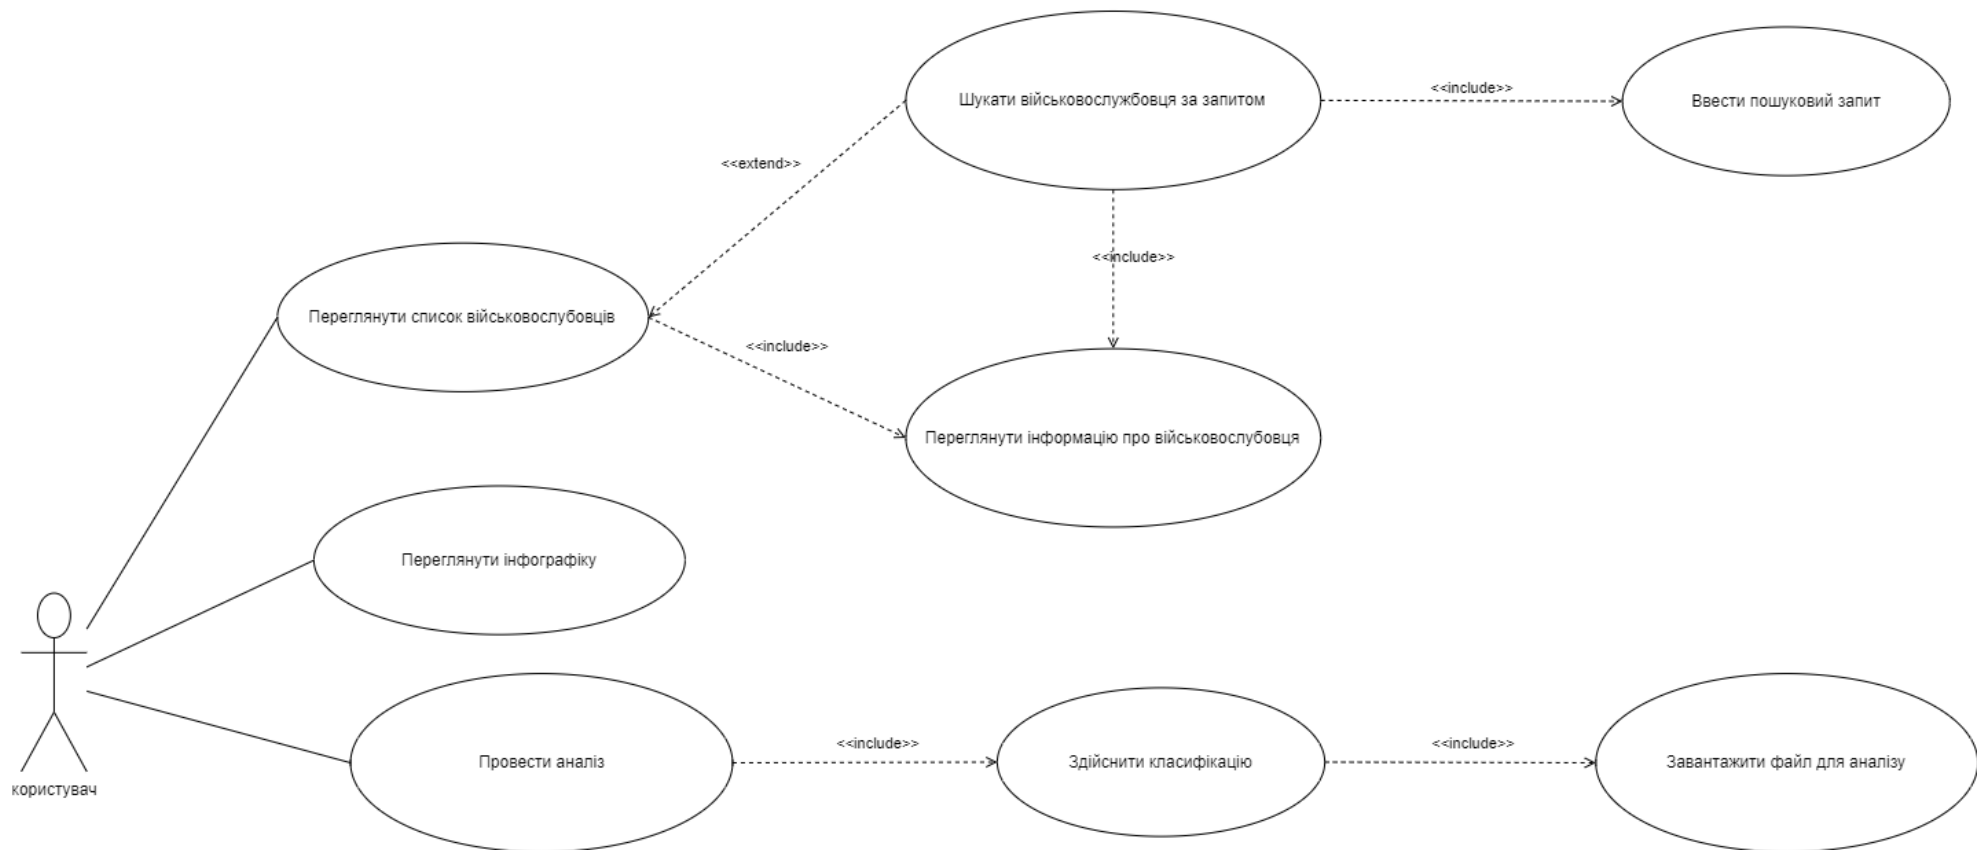 Шукати військовослужбовця за запитом
<<include>>
Ввести пошуковий запит
<<extend>>
<<include>>
Переглянути список військовослубовців
<<include>>
Переглянути інформацію про військовослубовця
Переглянути інфографіку
Провести аналіз
<<include>>
Здійснити класифікацію
<<include>>
Завантажити файл для аналізу
користувач